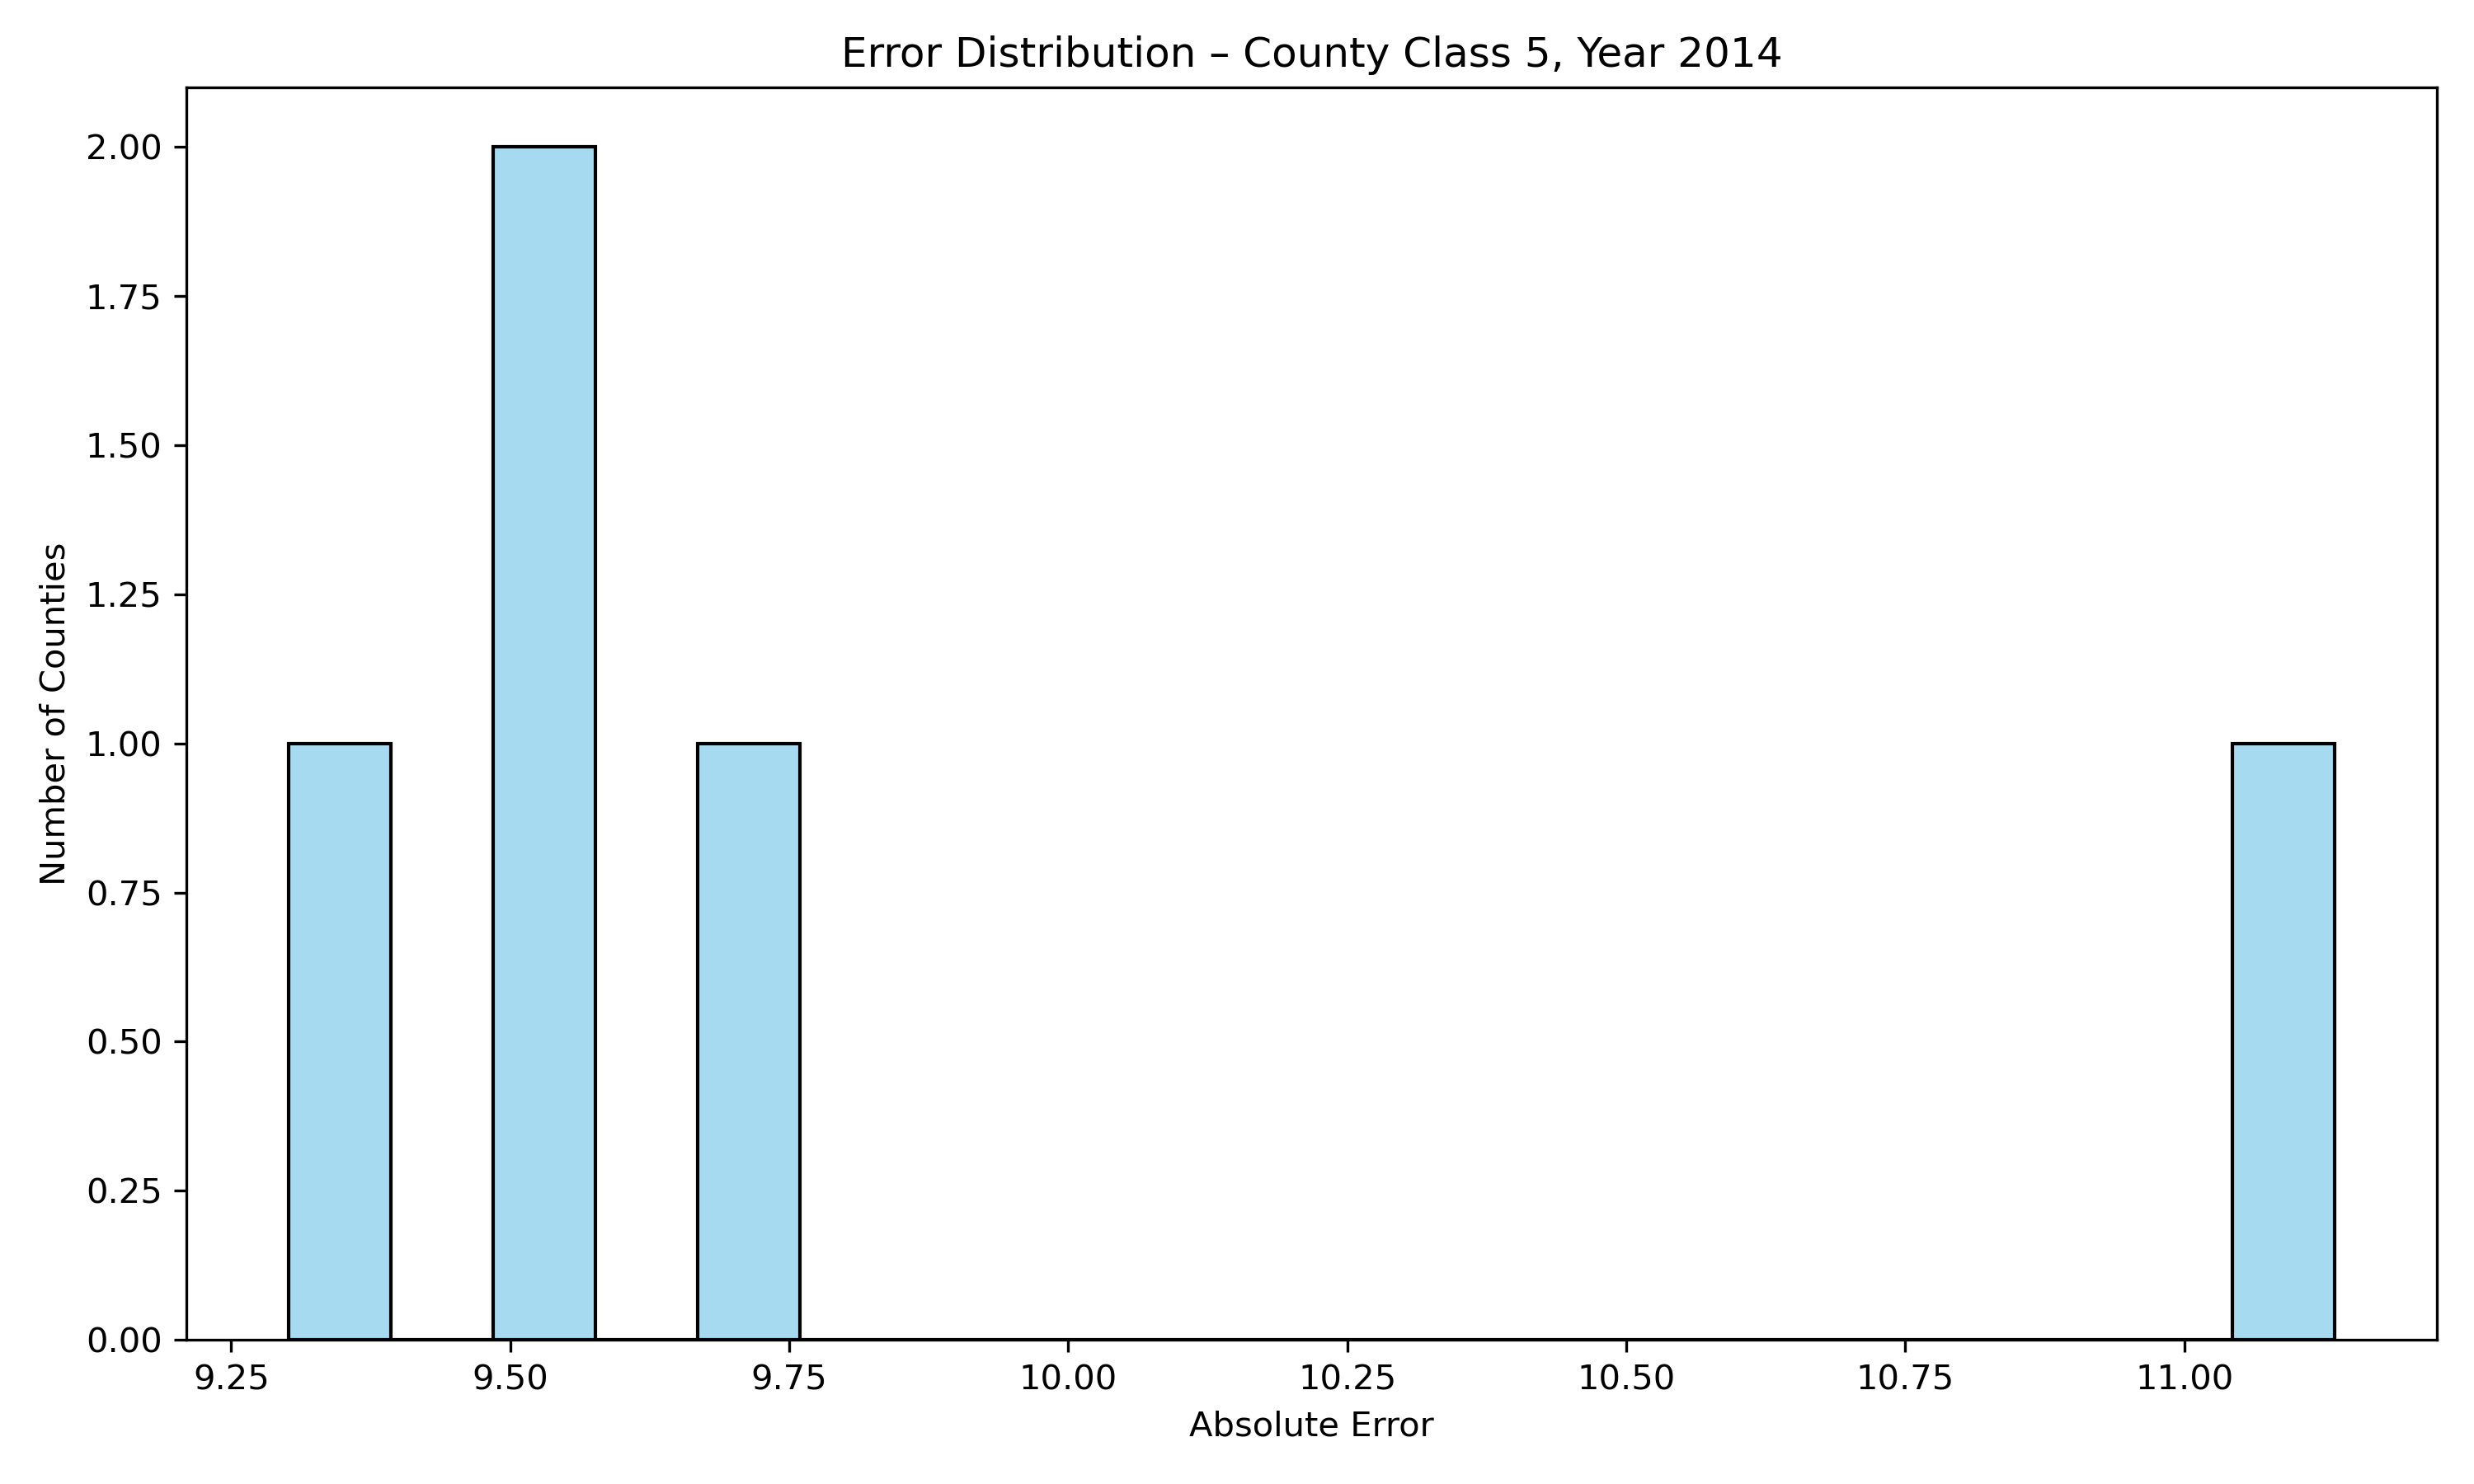 Error Distribution – County Class 5, Year 2014
Number of Counties
2.00
1.75
1.50
1.25
1.00
0.75
0.50
0.25
0.00
9.25 9.50 9.75 10.00 10.25 10.50 10.75 11.00
Absolute Error